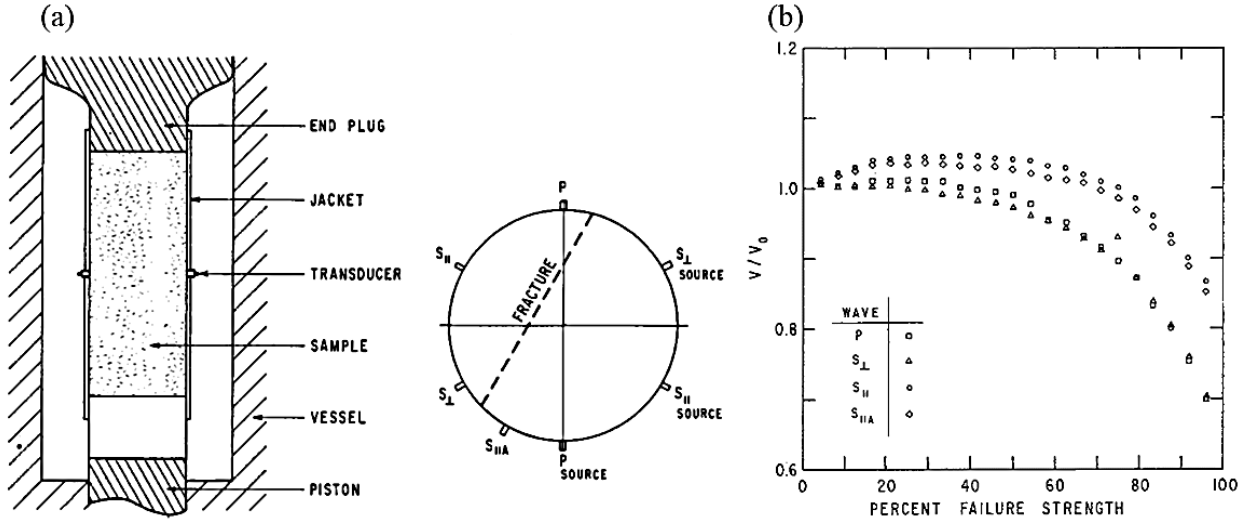 (a)
END PLUG
JACKET
TRANSDUCER
SAMPLE
VESSEL
PISTON
P
S⊥
SOURCE
S||
SOURCE
P
SOURCE
S||A
S⊥
S||
FRACTURE
(b)
1.2
1.0
0.8
0.6
V/V₀
WAVE
P
S⊥
S||
S||A
0 20 40 60 80 100
PERCENT FAILURE STRENGTH